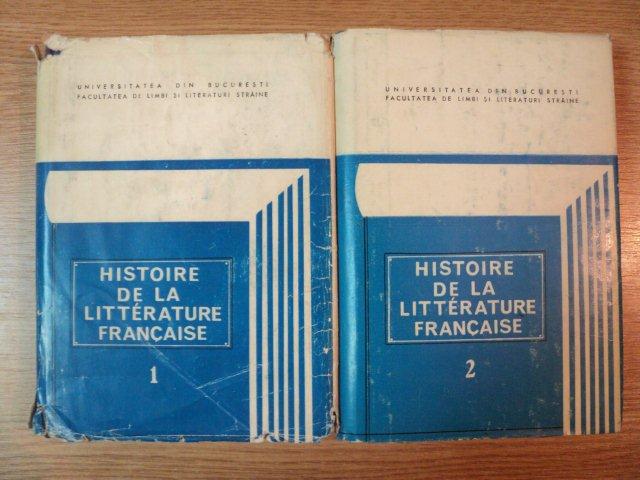 UNIVERSITATEA DIN BUCUREȘTI
FACULTATEA DE LIMBI ȘI LITERATURI STRĂINE
HISTOIRE
DE LA
LITTÉRATURE
FRANÇAISE
1
UNIVERSITATEA DIN BUCUREȘTI
FACULTATEA DE LIMBI ȘI LITERATURI STRĂINE
HISTOIRE
DE LA
LITTÉRATURE
FRANÇAISE
2